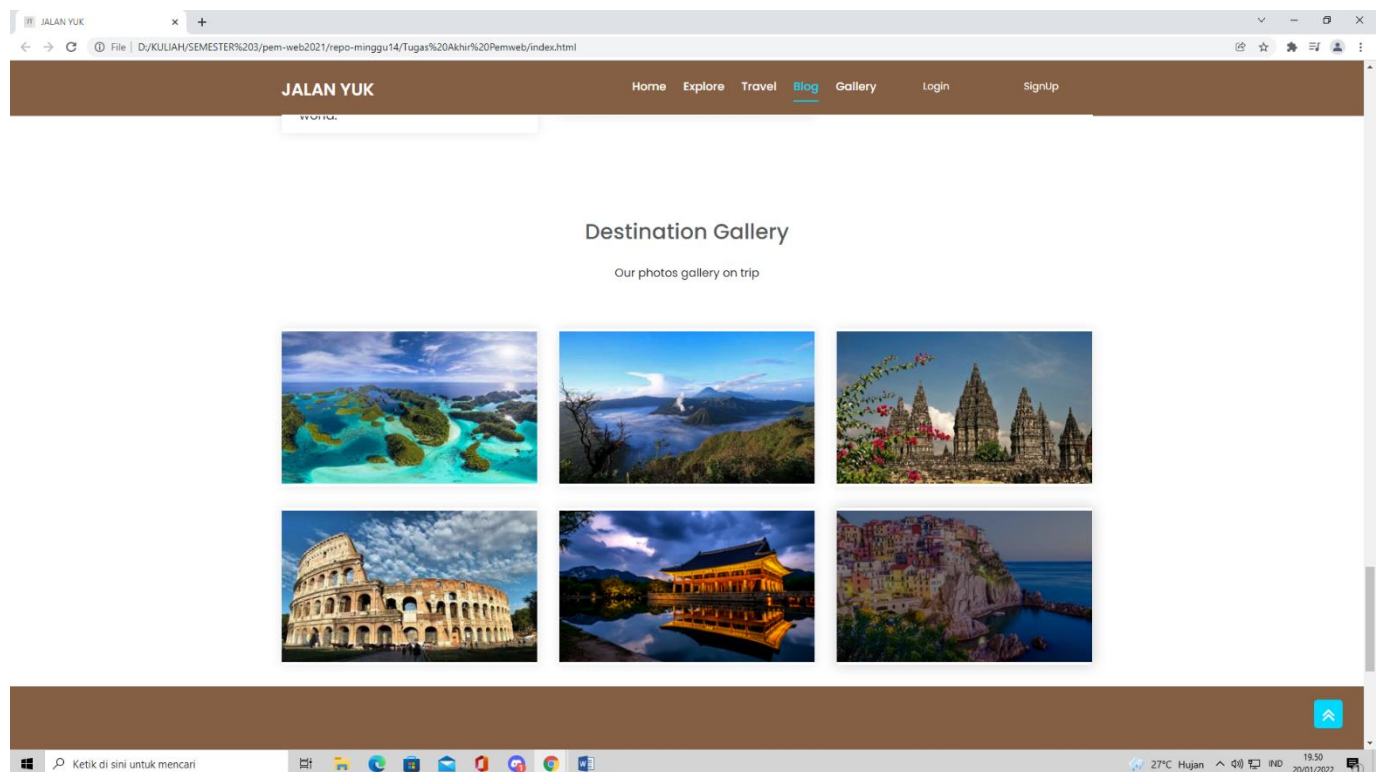 JALAN YUK
File | D:/KULIAH/SEMESTER%203/pem-web2021/repo-minggu14/Tugas%20Akhir%20Pemweb/index.html
JALAN YUK Home Explore Travel Blog Gallery Login SignUp
world.
Destination Gallery
Our photos gallery on trip
Ketik di sini untuk mencari
27°C Hujan
IND
19.50
20/01/2022